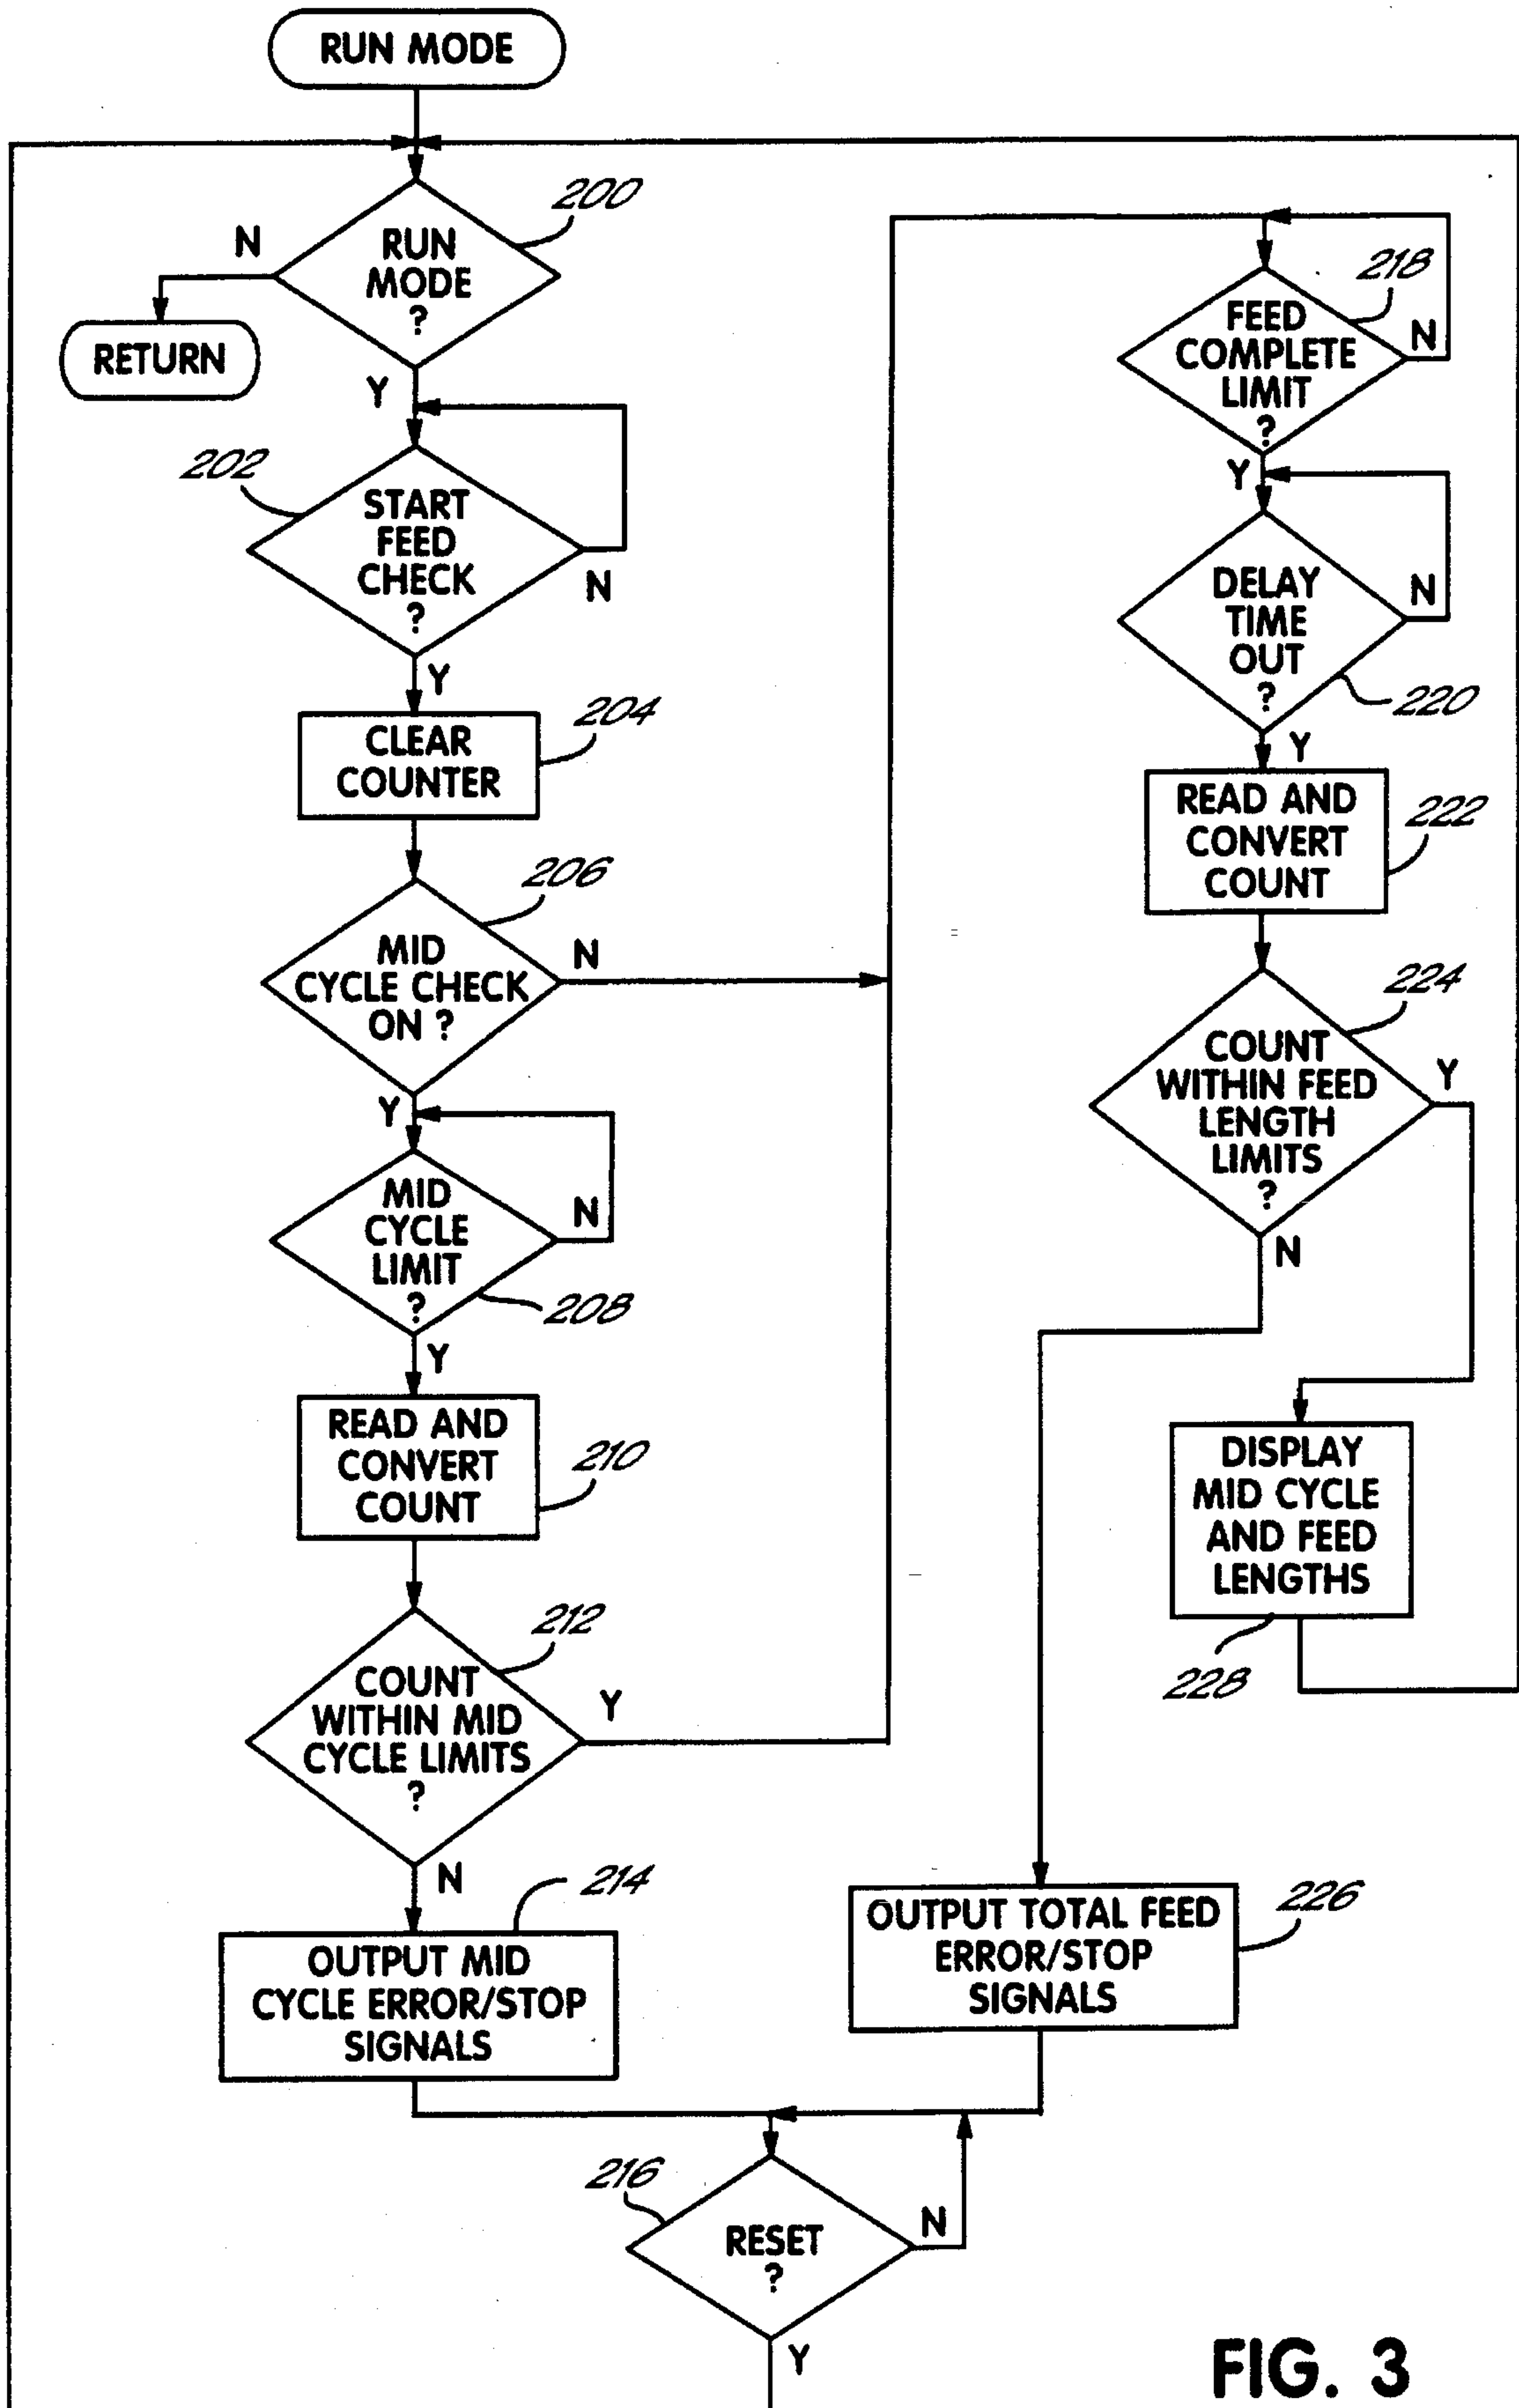 RUN MODE
200
N
RUN
MODE
?
RETURN
Y
202
START
FEED
CHECK
?
N
Y
204
CLEAR
COUNTER
206
MID
CYCLE CHECK
ON ?
N
Y
MID
CYCLE
LIMIT
?
N
208
Y
READ AND
CONVERT
COUNT
210
212
COUNT
WITHIN MID
CYCLE LIMITS
?
Y
N
214
OUTPUT MID
CYCLE ERROR/STOP
SIGNALS
216
RESET
?
N
Y
218
FEED
COMPLETE
LIMIT
?
N
Y
DELAY
TIME
OUT
?
N
220
Y
READ AND
CONVERT
COUNT
222
224
COUNT
WITHIN FEED
LENGTH
LIMITS
?
Y
N
DISPLAY
MID CYCLE
AND FEED
LENGTHS
228
OUTPUT TOTAL FEED
ERROR/STOP
SIGNALS
226
FIG. 3